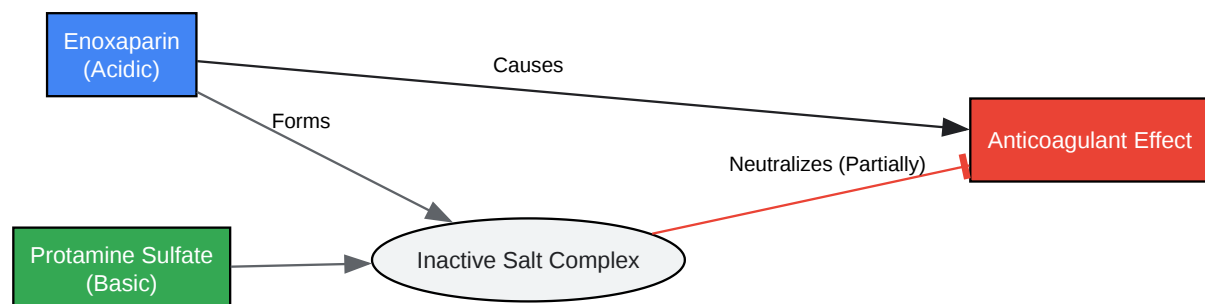 Enoxaparin
(Acidic)
Causes
Forms
Anticoagulant Effect
Neutralizes (Partially)
Protamine Sulfate
(Basic)
Inactive Salt Complex